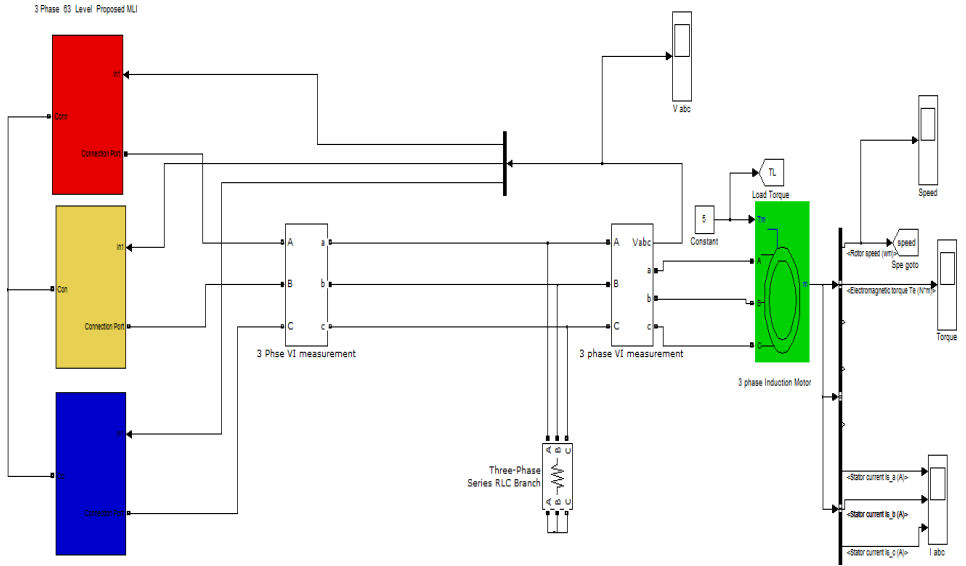 3 Phase 63 Level Proposed MLI
In1
Conn
Connection Port
In1
Con
Connection Port
In1
Co
Connection Port
A
B
C
a
b
c
3 Phse VI measurement
V abc
TL
Load Torque
5
Constant
A
B
C
Vabc
a
b
c
3 phase VI measurement
Tm
A
B
C
m
3 phase Induction Motor
Three-Phase
Series RLC Branch
A B C
A B C
Speed
speed
Spe goto
<Rotor speed (wm)>
<Electromagnetic torque Te (N*m)>
Torque
<Stator current is_a (A)>
<Stator current is_b (A)>
<Stator current is_c (A)>
I abc